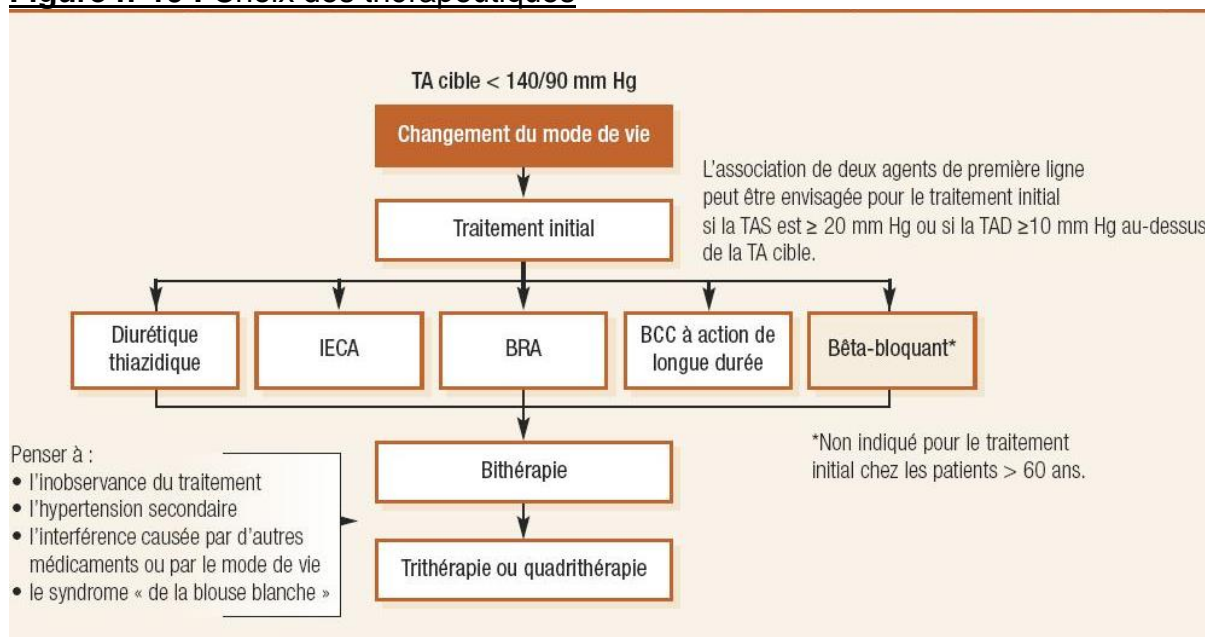 Choix des thérapeutiques
TA cible < 140/90 mm Hg
Changement du mode de vie
L'association de deux agents de première ligne
peut être envisagée pour le traitement initial
si la TAS est ≥ 20 mm Hg ou si la TAD ≥10 mm Hg au-dessus
de la TA cible.
Traitement initial
Diurétique
thiazidique
IECA
BRA
BCC à action de
longue durée
Bêta-bloquant*
*Non indiqué pour le traitement
initial chez les patients > 60 ans.
Penser à :
• l'inobservance du traitement
• l'hypertension secondaire
• l'interférence causée par d'autres
médicaments ou par le mode de vie
• le syndrome « de la blouse blanche »
Bithérapie
Trithérapie ou quadrithérapie